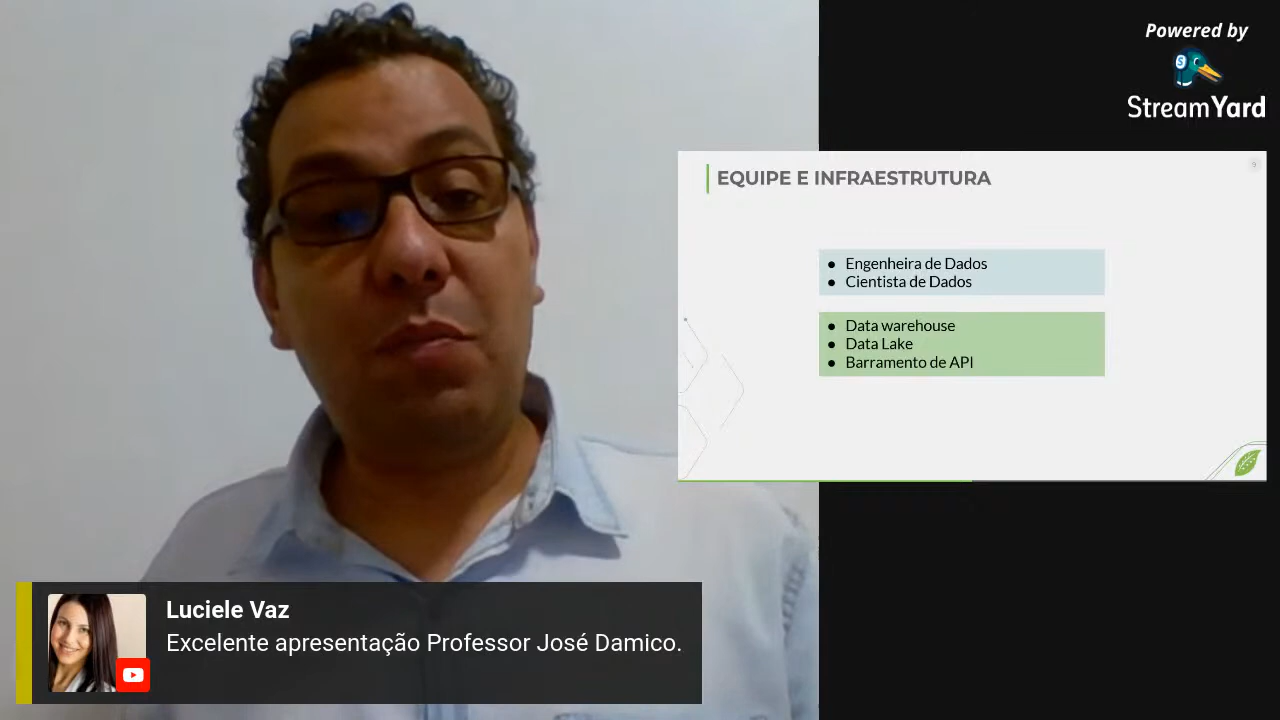 Powered by
StreamYard
EQUIPE E INFRAESTRUTURA
● Engenheira de Dados
● Cientista de Dados
● Data warehouse
● Data Lake
● Barramento de API
Luciele Vaz
Excelente apresentação Professor José Damico.